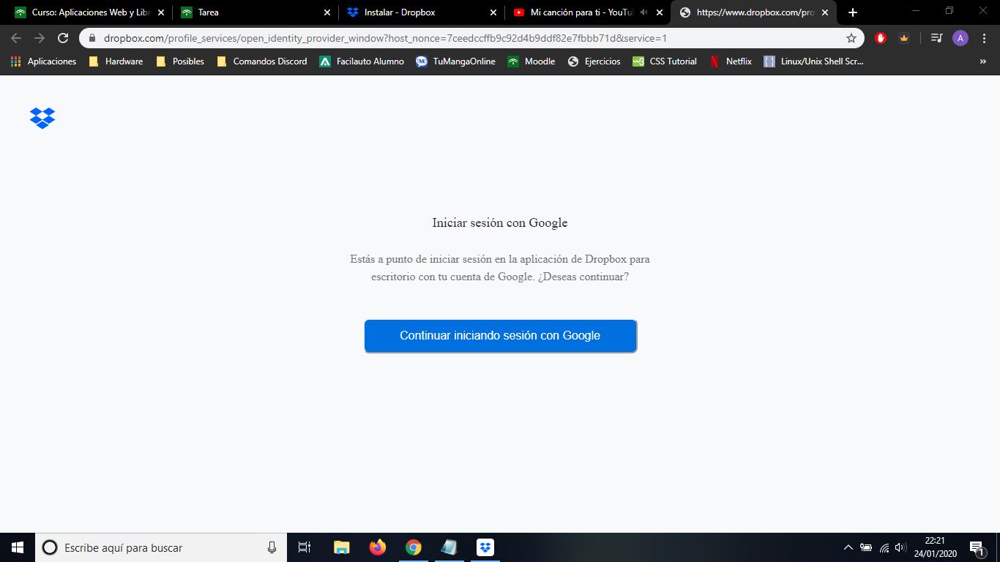 Curso: Aplicaciones Web y Libr
Tarea
Instalar - Dropbox
Mi canción para ti - YouTu
https://www.dropbox.com/pro
dropbox.com/profile_services/open_identity_provider_window?host_nonce=7ceedccffb9c92d4b9ddf82e7fbbb71d&service=1
A
Aplicaciones
Hardware
Posibles
Comandos Discord
Facilauto Alumno
TuMangaOnline
Moodle
Ejercicios
CSS Tutorial
Netflix
Linux/Unix Shell Scr...
»
Iniciar sesión con Google
Estás a punto de iniciar sesión en la aplicación de Dropbox para
escritorio con tu cuenta de Google. ¿Deseas continuar?
Continuar iniciando sesión con Google
Escribe aquí para buscar
22:21
24/01/2020
1